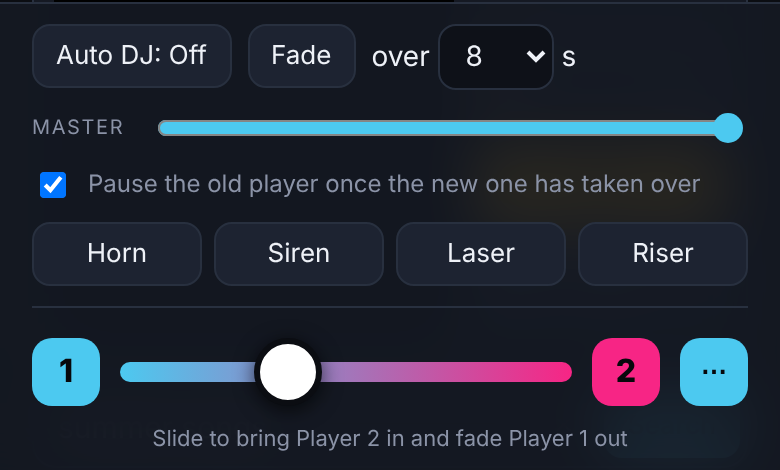 Auto DJ: Off Fade over 8 s
MASTER
Pause the old player once the new one has taken over
Horn Siren Laser Riser
1 2 ...
Slide to bring Player 2 in and fade Player 1 out